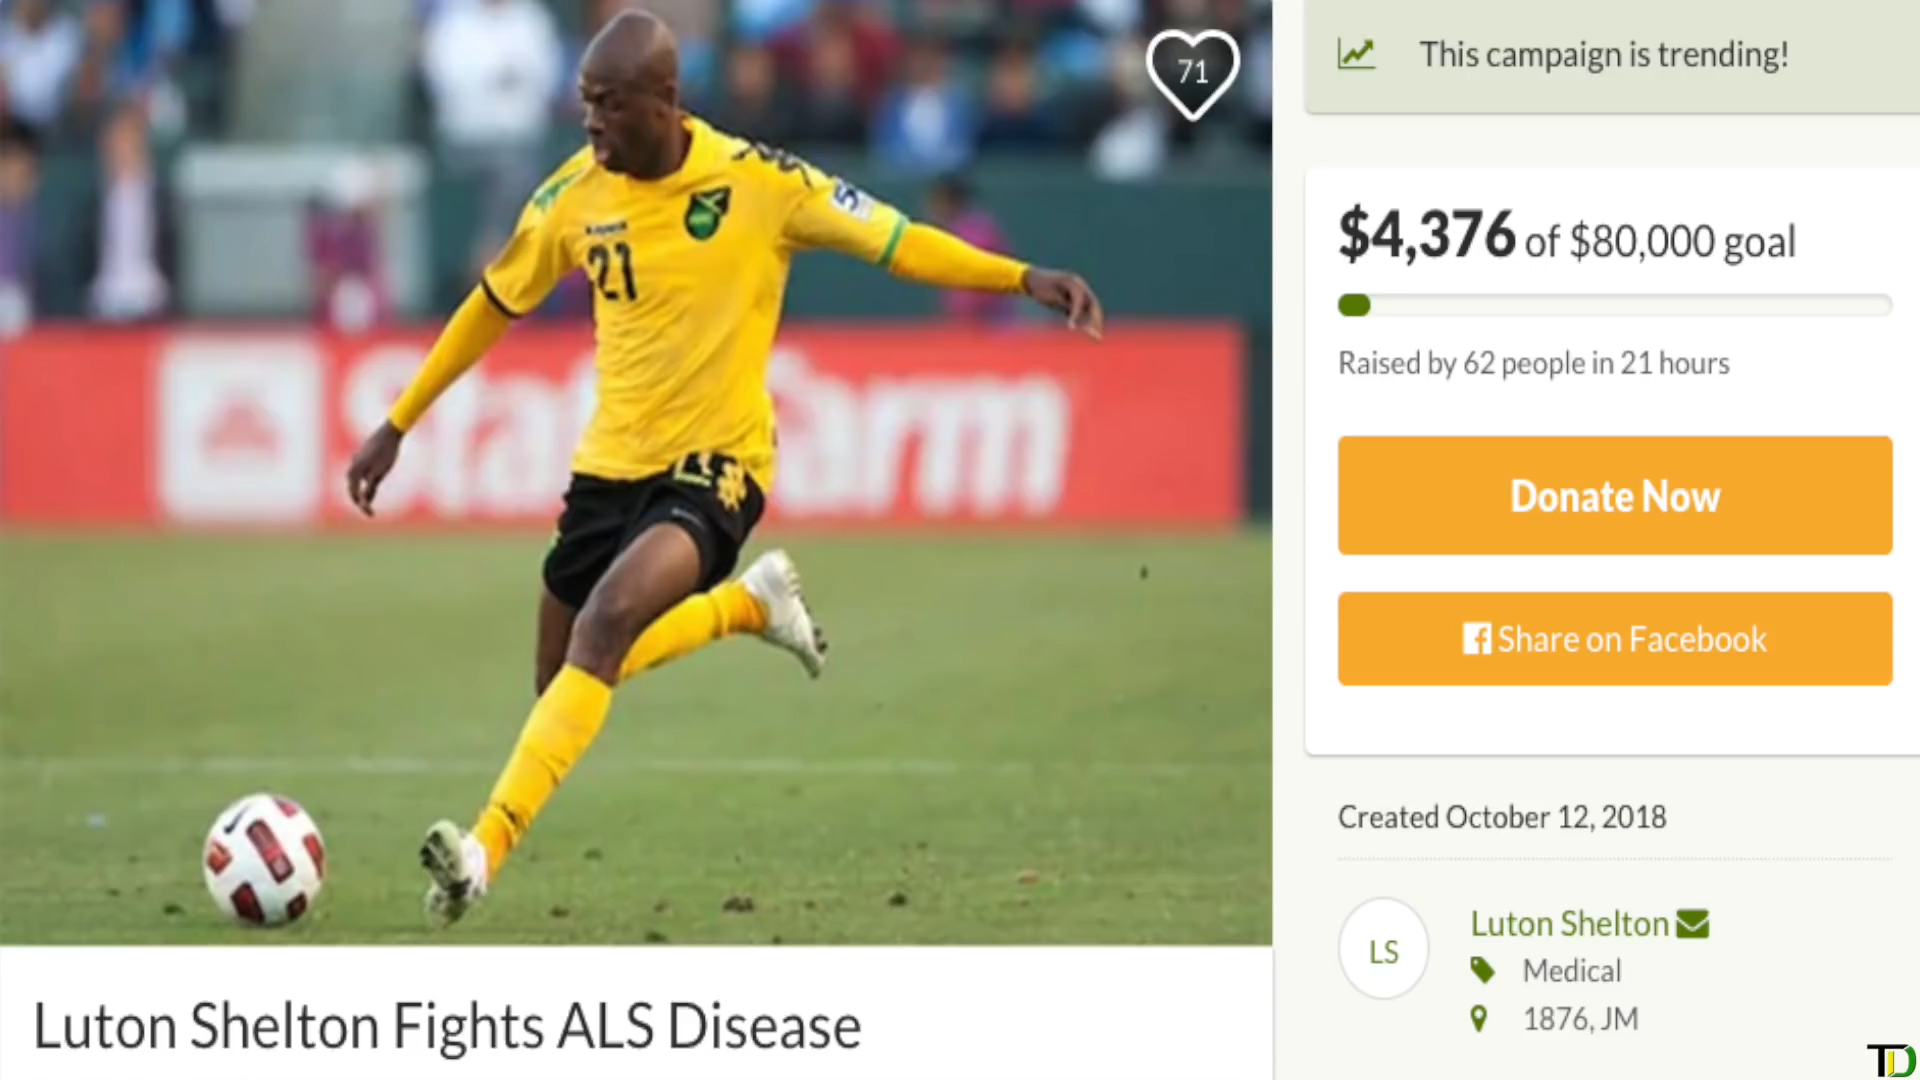 71
21
5
StateFarm
Luton Shelton Fights ALS Disease
This campaign is trending!
$4,376 of $80,000 goal
Raised by 62 people in 21 hours
Donate Now
Share on Facebook
Created October 12, 2018
LS
Luton Shelton
Medical
1876, JM
TD